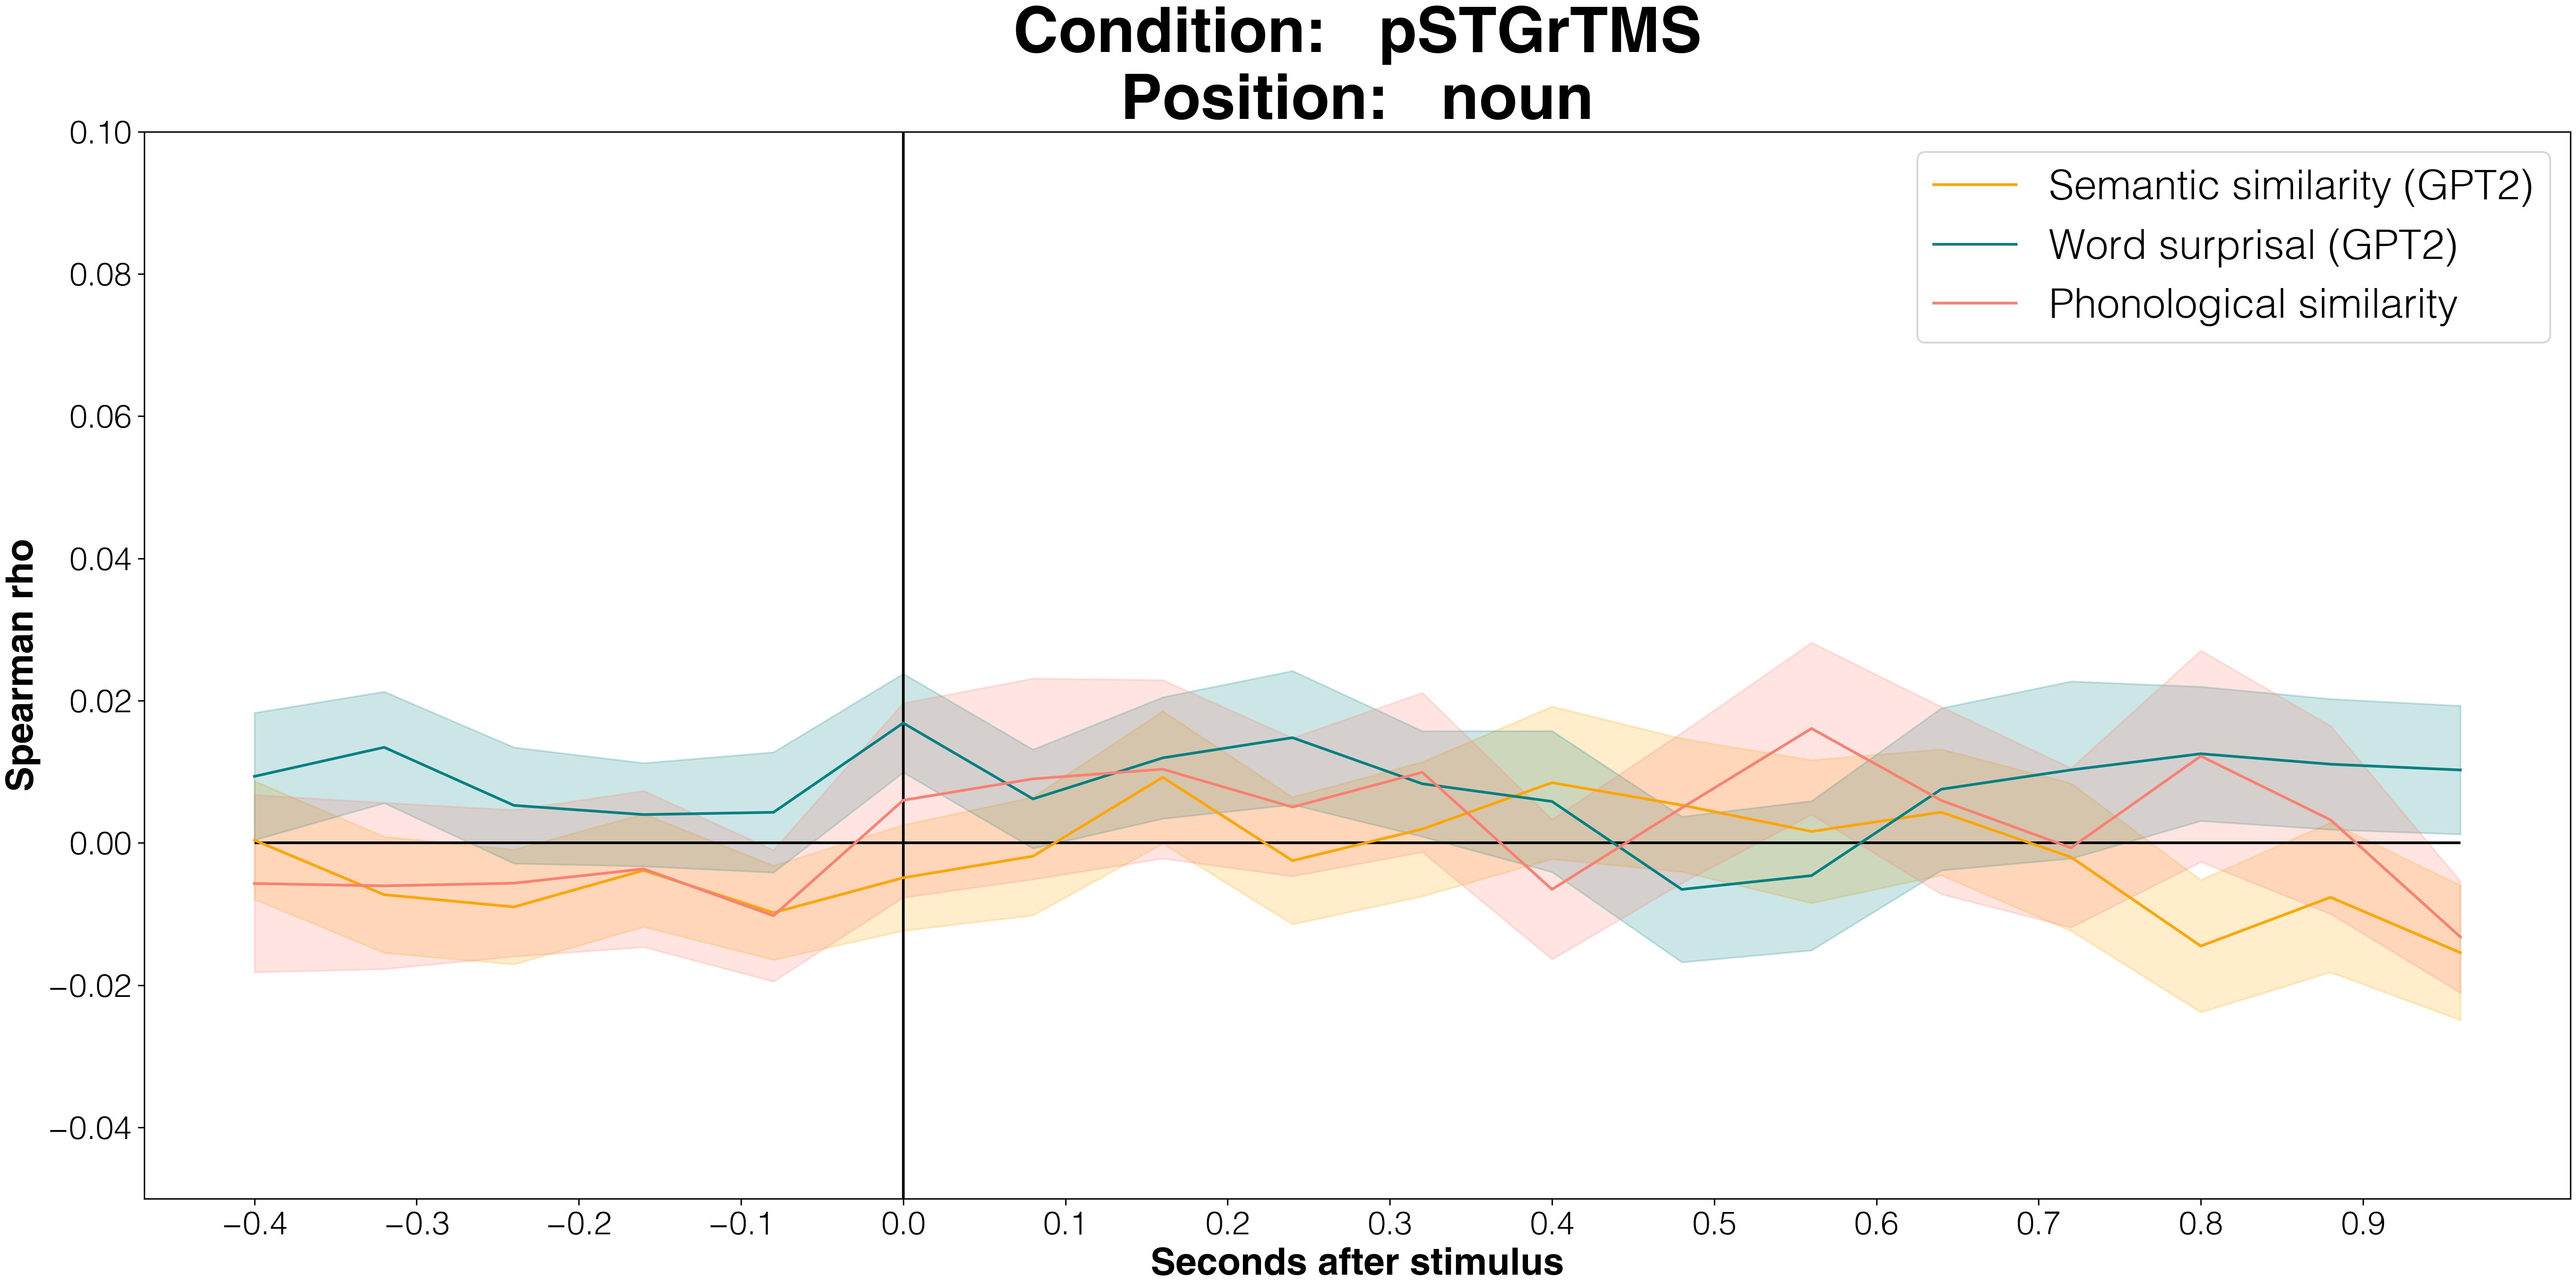 Condition:   pSTGrTMS
Position:   noun
0.10
0.08
0.06
0.04
0.02
0.00
−0.02
−0.04
Spearman rho
Semantic similarity (GPT2)
Word surprisal (GPT2)
Phonological similarity
−0.4 −0.3 −0.2 −0.1 0.0 0.1 0.2 0.3 0.4 0.5 0.6 0.7 0.8 0.9
Seconds after stimulus